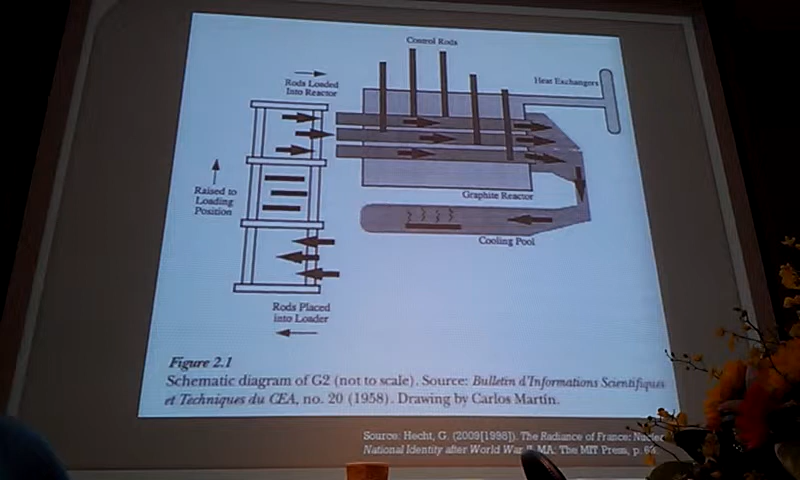 Control Rods
Rods Loaded
Into Reactor
Heat Exchangers
Raised to
Loading
Position
Graphite Reactor
Cooling Pool
Rods Placed
into Loader
Figure 2.1
Schematic diagram of G2 (not to scale). Source: Bulletin d'Informations Scientifiques
et Techniques du CEA, no. 20 (1958). Drawing by Carlos Martín.
Source: Hecht, G. (2009[1998]). The Radiance of France:
National Identity after World War II. MA: The MIT Press, p.